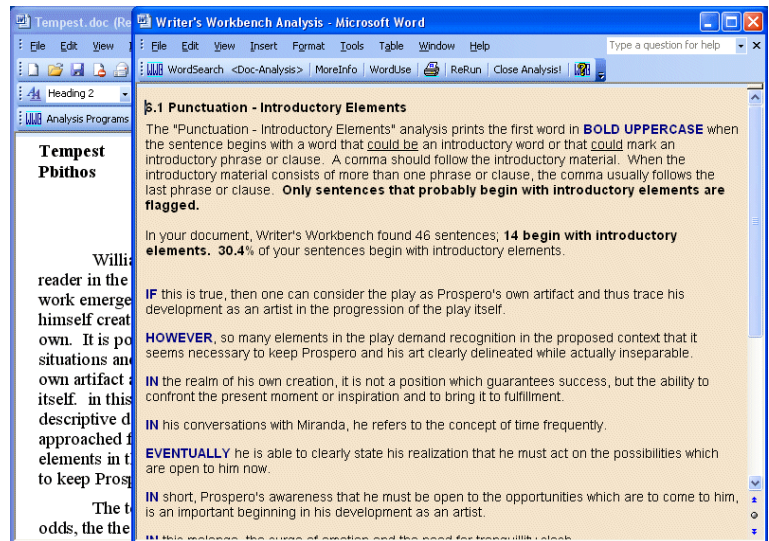 Tempest.doc (Re
Writer's Workbench Analysis - Microsoft Word
File Edit View
File Edit View Insert Format Tools Table Window Help
Type a question for help
WordSearch <Doc-Analysis> MoreInfo WordUse ReRun Close Analysis!
Heading 2
WWB Analysis Programs
Tempest
Pbithos
Willia
reader in the
work emerge
himself creat
own. It is po
situations and
own artifact a
itself. in this
descriptive d
approached f
elements in t
to keep Prosp
The t
odds, the the
6.1 Punctuation - Introductory Elements
The "Punctuation - Introductory Elements" analysis prints the first word in BOLD UPPERCASE when
the sentence begins with a word that could be an introductory word or that could mark an
introductory phrase or clause. A comma should follow the introductory material. When the
introductory material consists of more than one phrase or clause, the comma usually follows the
last phrase or clause. Only sentences that probably begin with introductory elements are
flagged.
In your document, Writer's Workbench found 46 sentences; 14 begin with introductory
elements. 30.4% of your sentences begin with introductory elements.
IF this is true, then one can consider the play as Prospero's own artifact and thus trace his
development as an artist in the progression of the play itself.
HOWEVER, so many elements in the play demand recognition in the proposed context that it
seems necessary to keep Prospero and his art clearly delineated while actually inseparable.
IN the realm of his own creation, it is not a position which guarantees success, but the ability to
confront the present moment or inspiration and to bring it to fulfillment.
IN his conversations with Miranda, he refers to the concept of time frequently.
EVENTUALLY he is able to clearly state his realization that he must act on the possibilities which
are open to him now.
IN short, Prospero's awareness that he must be open to the opportunities which are to come to him,
is an important beginning in his development as an artist.
IN this melange, the surge of emotion and the need for tranquillity clash